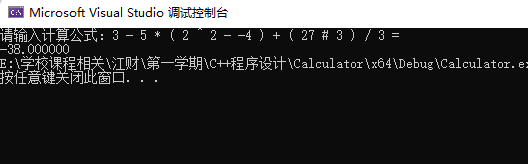 Microsoft Visual Studio 调试控制台
请输入计算公式：3 - 5 * ( 2 ^ 2 - -4 ) + ( 27 # 3 ) / 3 =
-38.000000
E:\学校课程相关\江财\第一学期\C++程序设计\Calculator\x64\Debug\Calculator.ex
按任意键关闭此窗口. . .